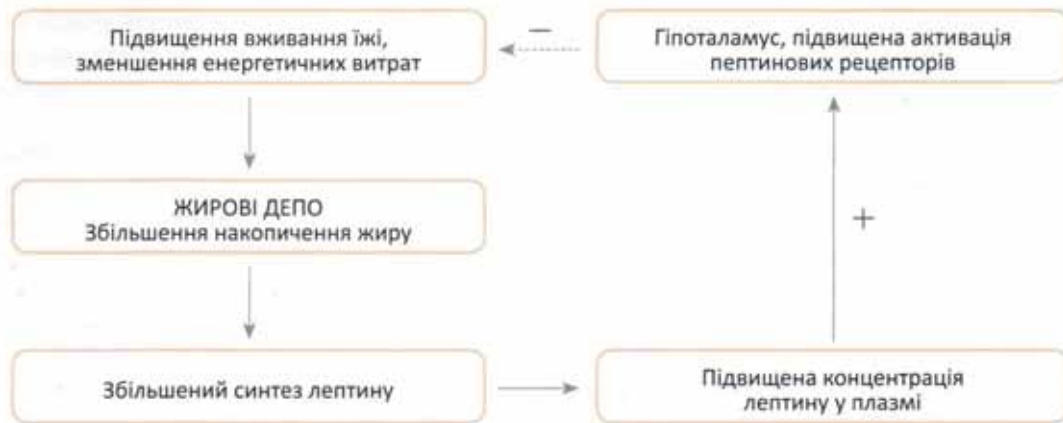 Підвищення вживання їжі,
зменшення енергетичних витрат
–
Гіпоталамус, підвищена активація
пептинових рецепторів
ЖИРОВІ ДЕПО
Збільшення накопичення жиру
+
Збільшений синтез лептину
Підвищена концентрація
лептину у плазмі